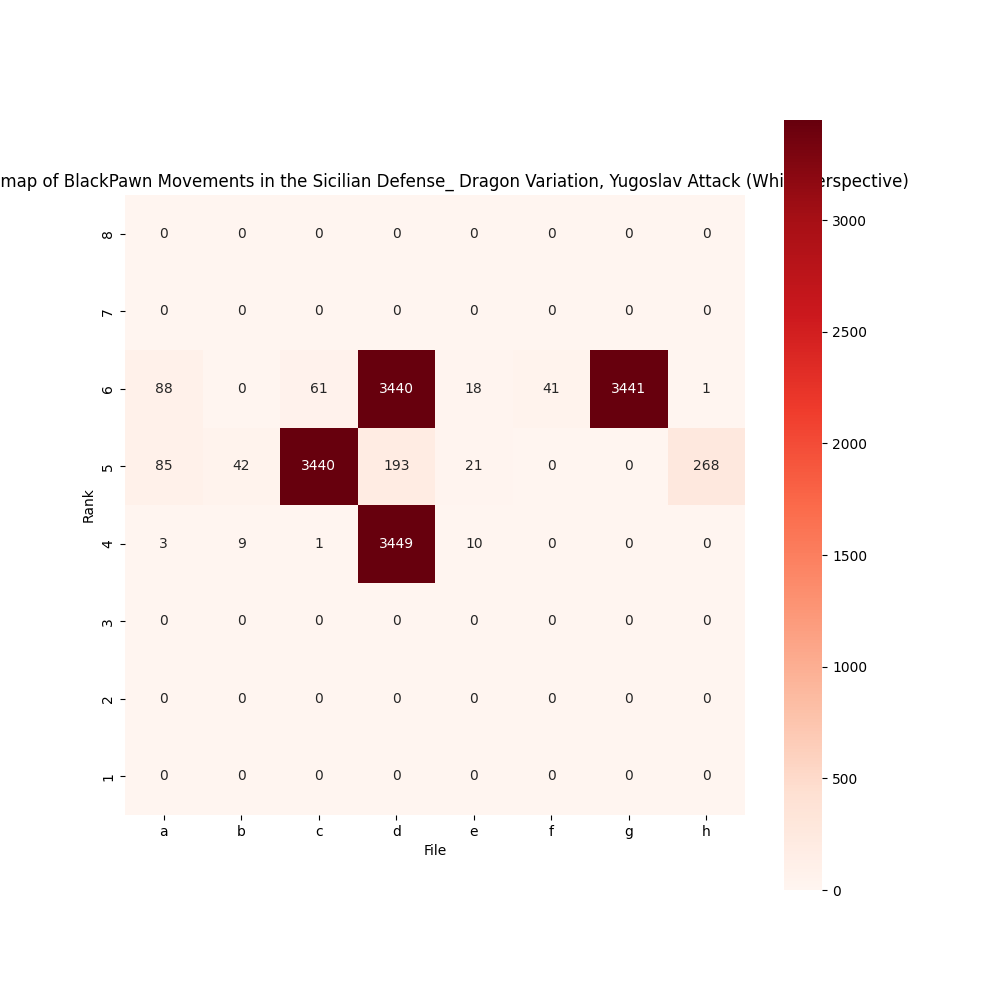 map of BlackPawn Movements in the Sicilian Defense_ Dragon Variation, Yugoslav Attack (Whi erspective)
8 0 0 0 0 0 0 0 0
7 0 0 0 0 0 0 0 0
6 88 0 61 3440 18 41 3441 1
5 85 42 3440 193 21 0 0 268
4 3 9 1 3449 10 0 0 0
3 0 0 0 0 0 0 0 0
2 0 0 0 0 0 0 0 0
1 0 0 0 0 0 0 0 0
a b c d e f g h
File
Rank
3000
2500
2000
1500
1000
500
0